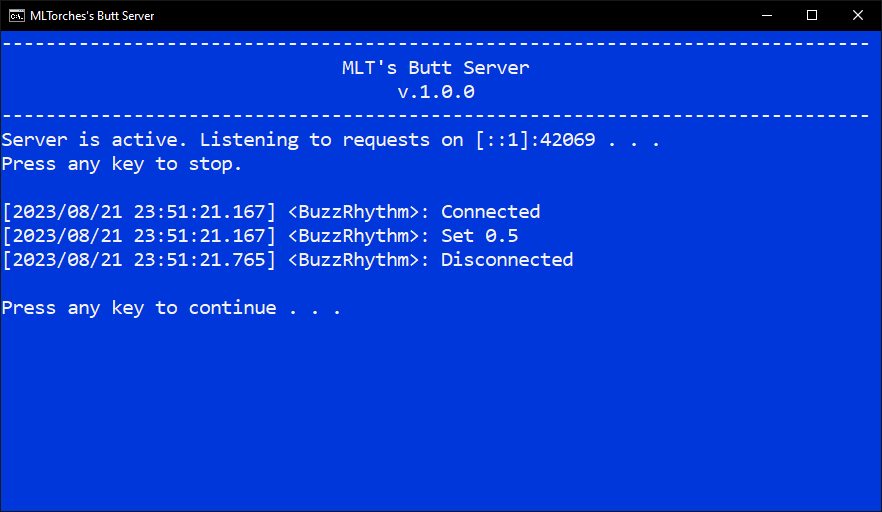 MLTorches's Butt Server
-------------------------------------------------------------------------------
MLT's Butt Server
v.1.0.0
-------------------------------------------------------------------------------
Server is active. Listening to requests on [::1]:42069 . . .
Press any key to stop.
[2023/08/21 23:51:21.167] <BuzzRhythm>: Connected
[2023/08/21 23:51:21.167] <BuzzRhythm>: Set 0.5
[2023/08/21 23:51:21.765] <BuzzRhythm>: Disconnected
Press any key to continue . . .